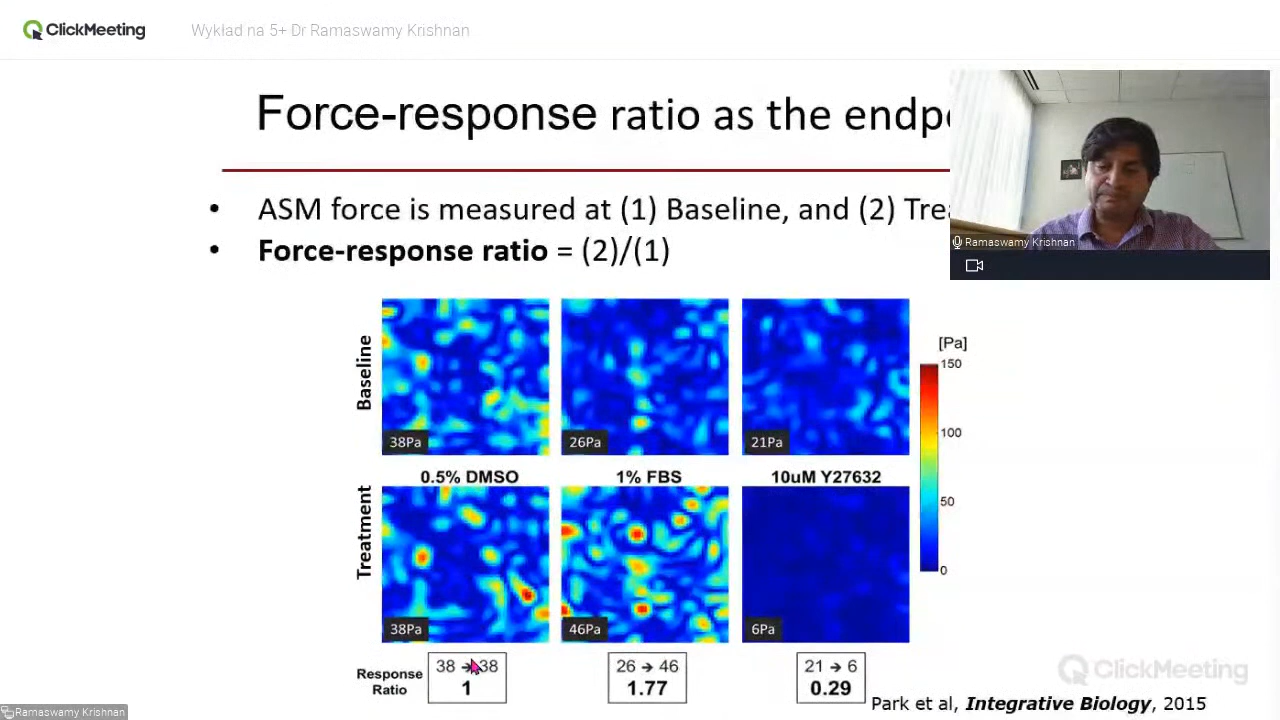 ClickMeeting
Wykład na 5+ Dr Ramaswamy Krishnan
Force-response ratio as the endp
• ASM force is measured at (1) Baseline, and (2) Tre
• Force-response ratio = (2)/(1)
Ramaswamy Krishnan
Baseline
38Pa
26Pa
21Pa
[Pa]
150
100
50
0
0.5% DMSO
1% FBS
10uM Y27632
Treatment
38Pa
46Pa
6Pa
Response
Ratio
38 → 38
1
26 → 46
1.77
21 → 6
0.29
ClickMeeting
Park et al, Integrative Biology, 2015
Ramaswamy Krishnan